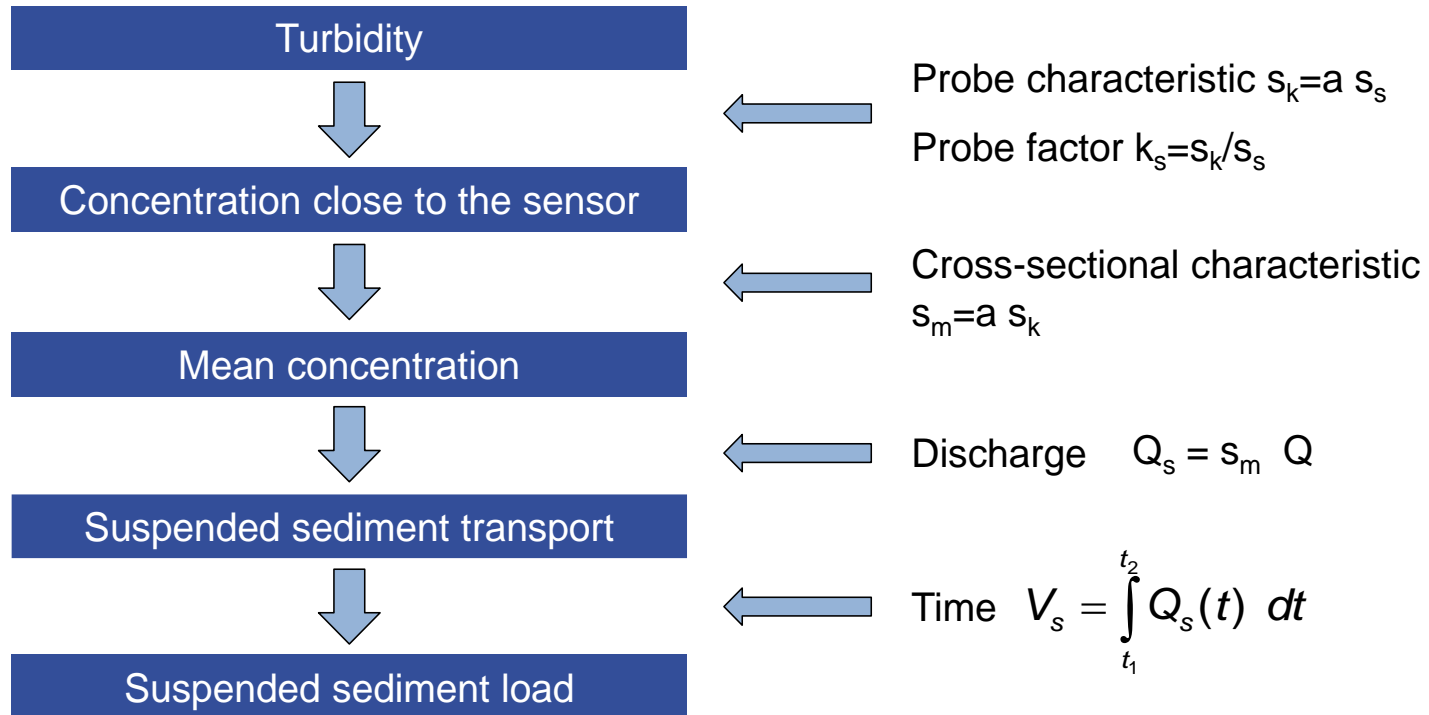 Turbidity
Probe characteristic sₖ=a sₛ
Probe factor kₛ=sₖ/sₛ
Concentration close to the sensor
Cross-sectional characteristic
sₘ=a sₖ
Mean concentration
Discharge Qₛ = sₘ Q
Suspended sediment transport
Time Vₛ = ∫ₜ₁ᵗ² Qₛ(t) dt
Suspended sediment load